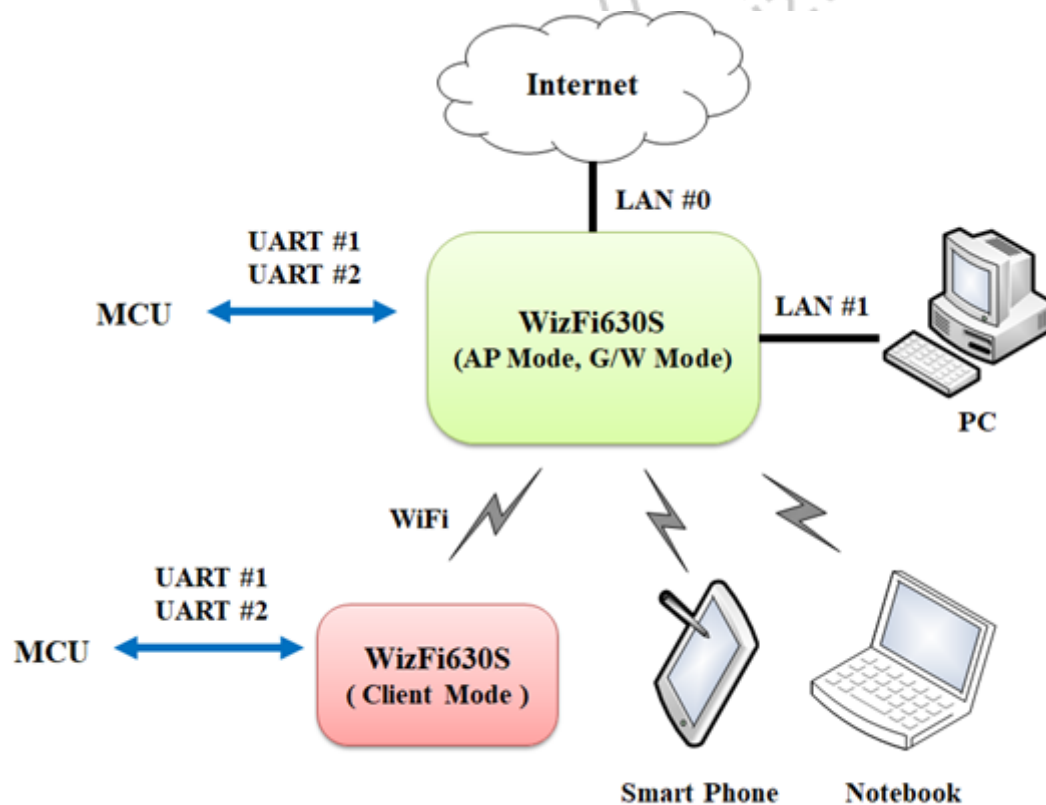 Internet
LAN #0
UART #1
UART #2
MCU
WizFi630S
(AP Mode, G/W Mode)
LAN #1
PC
WiFi
UART #1
UART #2
MCU
WizFi630S
( Client Mode )
Smart Phone
Notebook